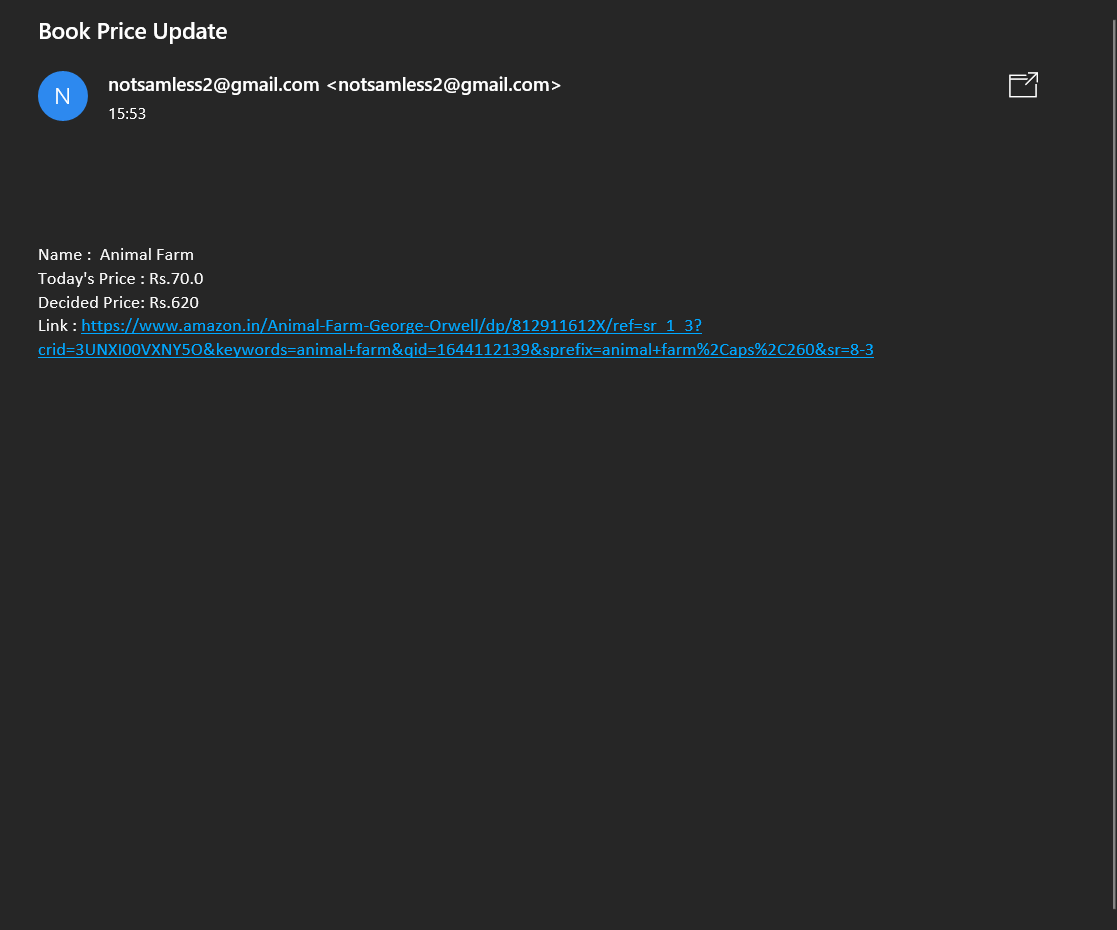 Book Price Update
N
notsamless2@gmail.com <notsamless2@gmail.com>
15:53
Name :  Animal Farm
Today's Price : Rs.70.0
Decided Price: Rs.620
Link : https://www.amazon.in/Animal-Farm-George-Orwell/dp/812911612X/ref=sr_1_3?
crid=3UNXI00VXNY5O&keywords=animal+farm&qid=1644112139&sprefix=animal+farm%2Caps%2C260&sr=8-3